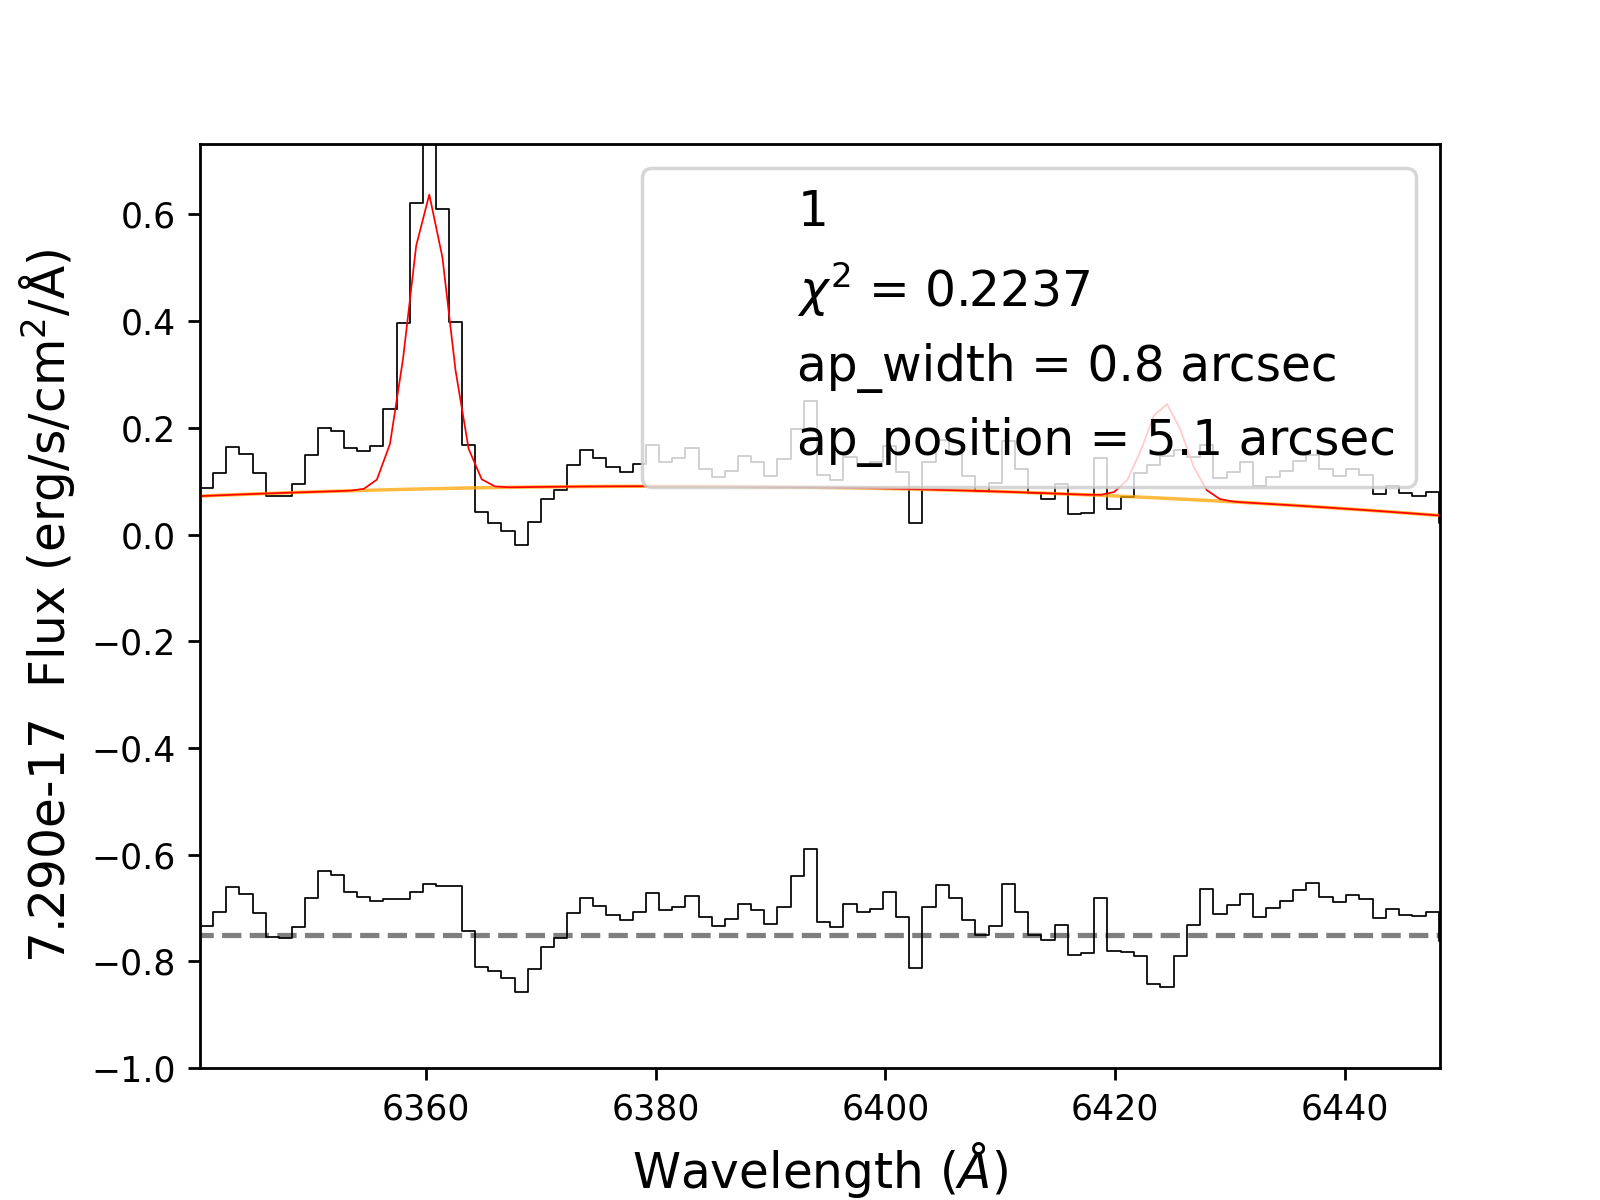 1
χ² = 0.2237
ap_width = 0.8 arcsec
ap_position = 5.1 arcsec
0.6
0.4
0.2
0.0
−0.2
−0.4
−0.6
−0.8
−1.0
7.290e-17 Flux (erg/s/cm²/Å)
6360 6380 6400 6420 6440
Wavelength (Å)